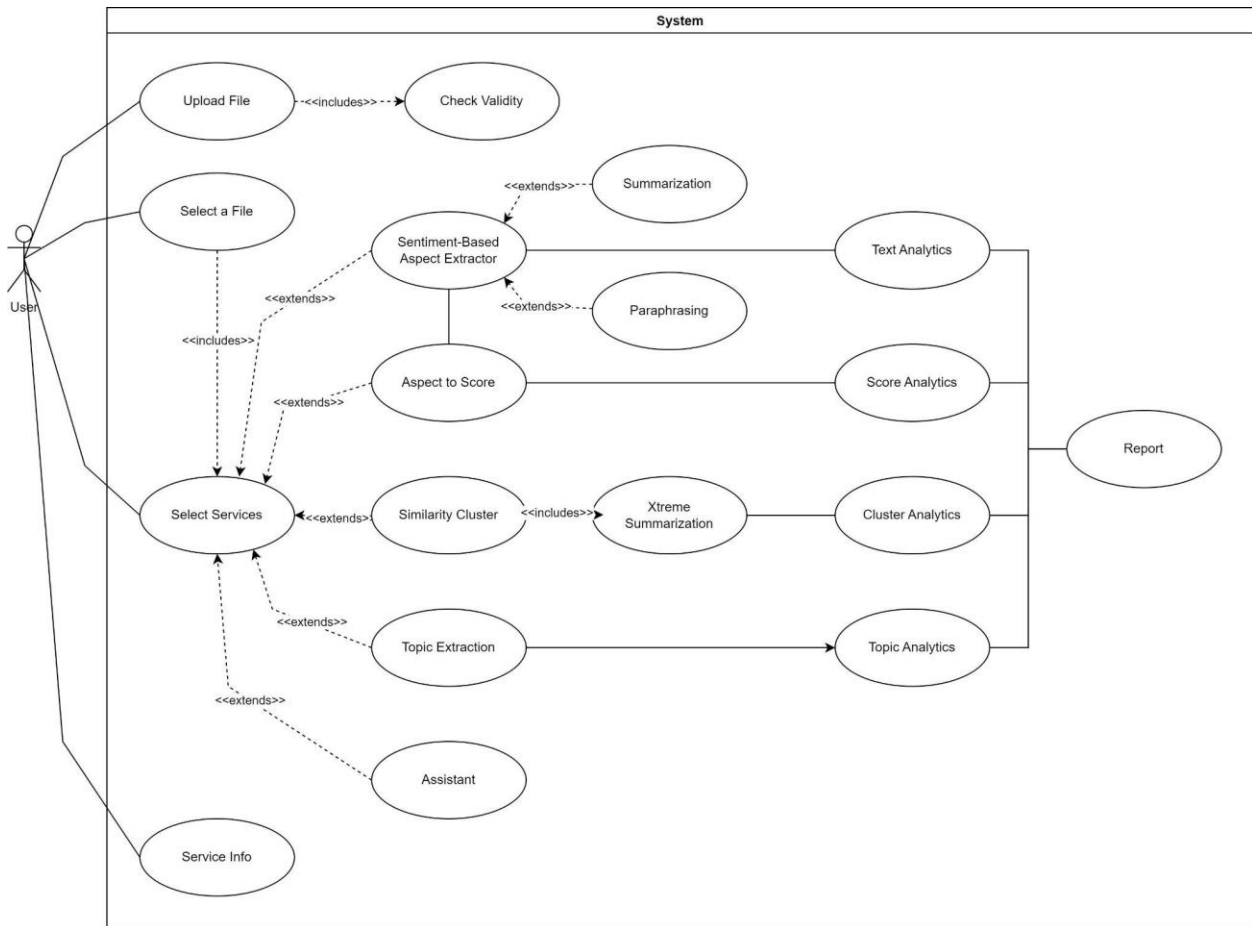 System
Upload File
<<includes>>
Check Validity
<<extends>>
Summarization
Select a File
Sentiment-Based
Aspect Extractor
Text Analytics
User
<<extends>>
<<extends>>
Paraphrasing
<<includes>>
<<extends>>
Aspect to Score
Score Analytics
Report
Select Services
<<extends>>
Similarity Cluster
<<includes>>
Xtreme
Summarization
Cluster Analytics
<<extends>>
Topic Extraction
Topic Analytics
<<extends>>
Assistant
Service Info